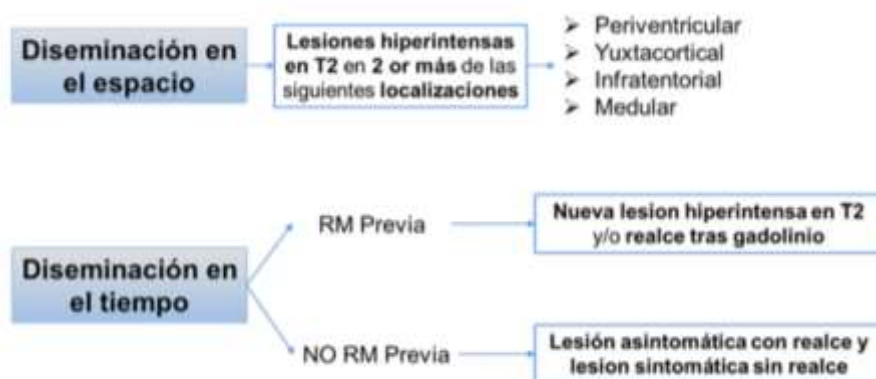 Diseminación en
el espacio
Lesiones hiperintensas
en T2 en 2 or más de las
siguientes localizaciones
➤ Periventricular
➤ Yuxtacortical
➤ Infratentorial
➤ Medular
Diseminación en
el tiempo
RM Previa
Nueva lesion hiperintensa en T2
y/o realce tras gadolinio
NO RM Previa
Lesión asintomática con realce y
lesion sintomática sin realce